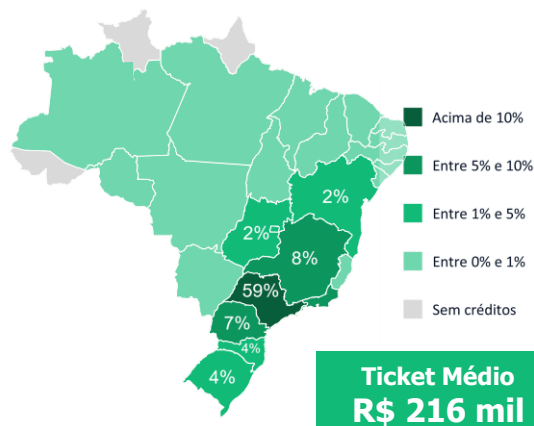 Acima de 10%
Entre 5% e 10%
2%
Entre 1% e 5%
2%
8%
Entre 0% e 1%
59%
Sem créditos
7%
4%
4%
Ticket Médio
R$ 216 mil